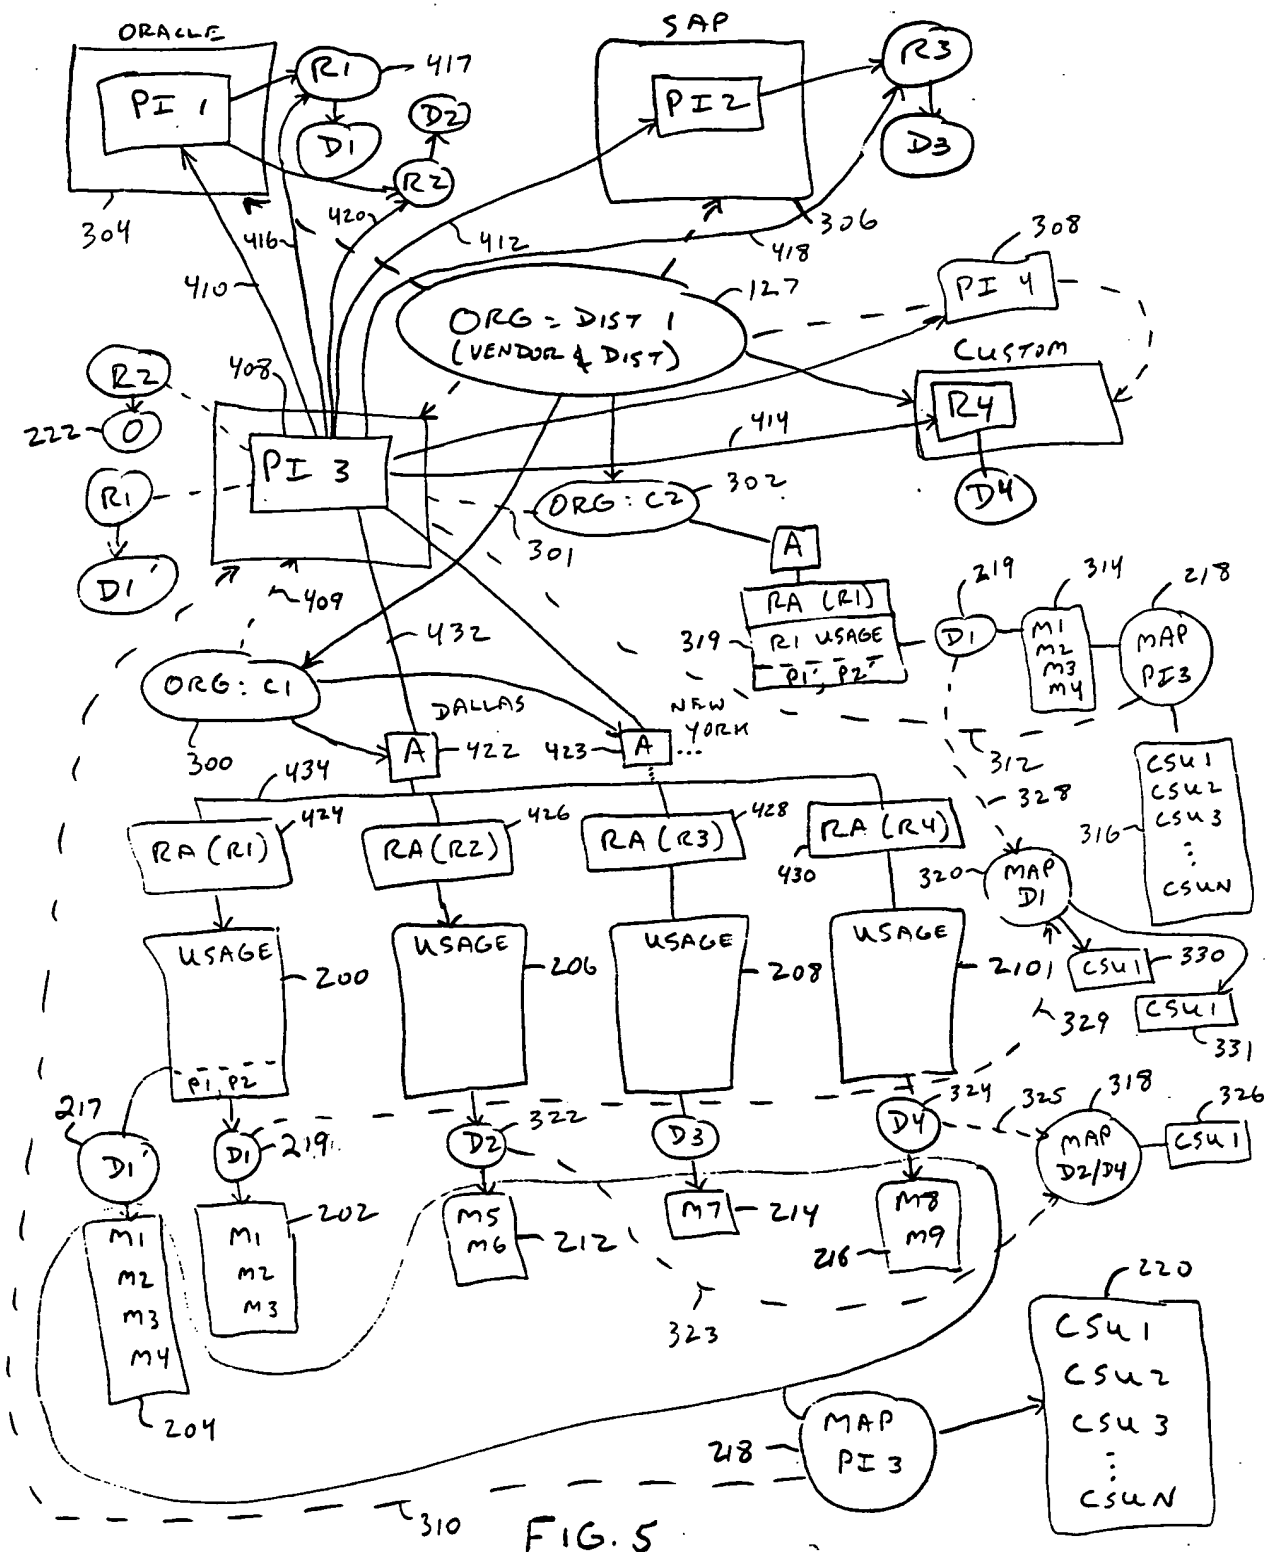 ORACLE
SAP
R1
417
R3
PI 1
D2
PI 2
D1
R2
D3
304
416
420
412
418
306
308
410
127
PI 4
ORG = DIST 1
(VENDOR & DIST)
CUSTOM
R2
408
R4
222
O
414
PI 3
R1
ORG: C2
302
D4
301
A
D1'
409
219
314
218
RA (R1)
432
319
R1 USAGE
D1
M1
M2
M3
M4
MAP
PI3
P1', P2'
ORG: C1
DALLAS
NEW
YORK
300
A
422
423
A
...
312
CSU1
CSU2
CSU3
⋮
CSUN
434
328
424
426
428
316
RA (R1)
RA (R2)
RA (R3)
RA (R4)
430
320
MAP
D1
USAGE
USAGE
USAGE
USAGE
CSU1
330
200
206
208
2101
329
CSU1
331
P1, P2
217
322
324
325
318
326
D1'
D1
219
D2
D3
D4
MAP
D2/D4
CSU1
202
M1
M2
M3
M4
M1
M2
M3
M5
M6
212
M7
214
M8
M9
216
323
220
204
CSU1
CSU2
CSU3
⋮
CSUN
218
MAP
PI3
310
FIG. 5